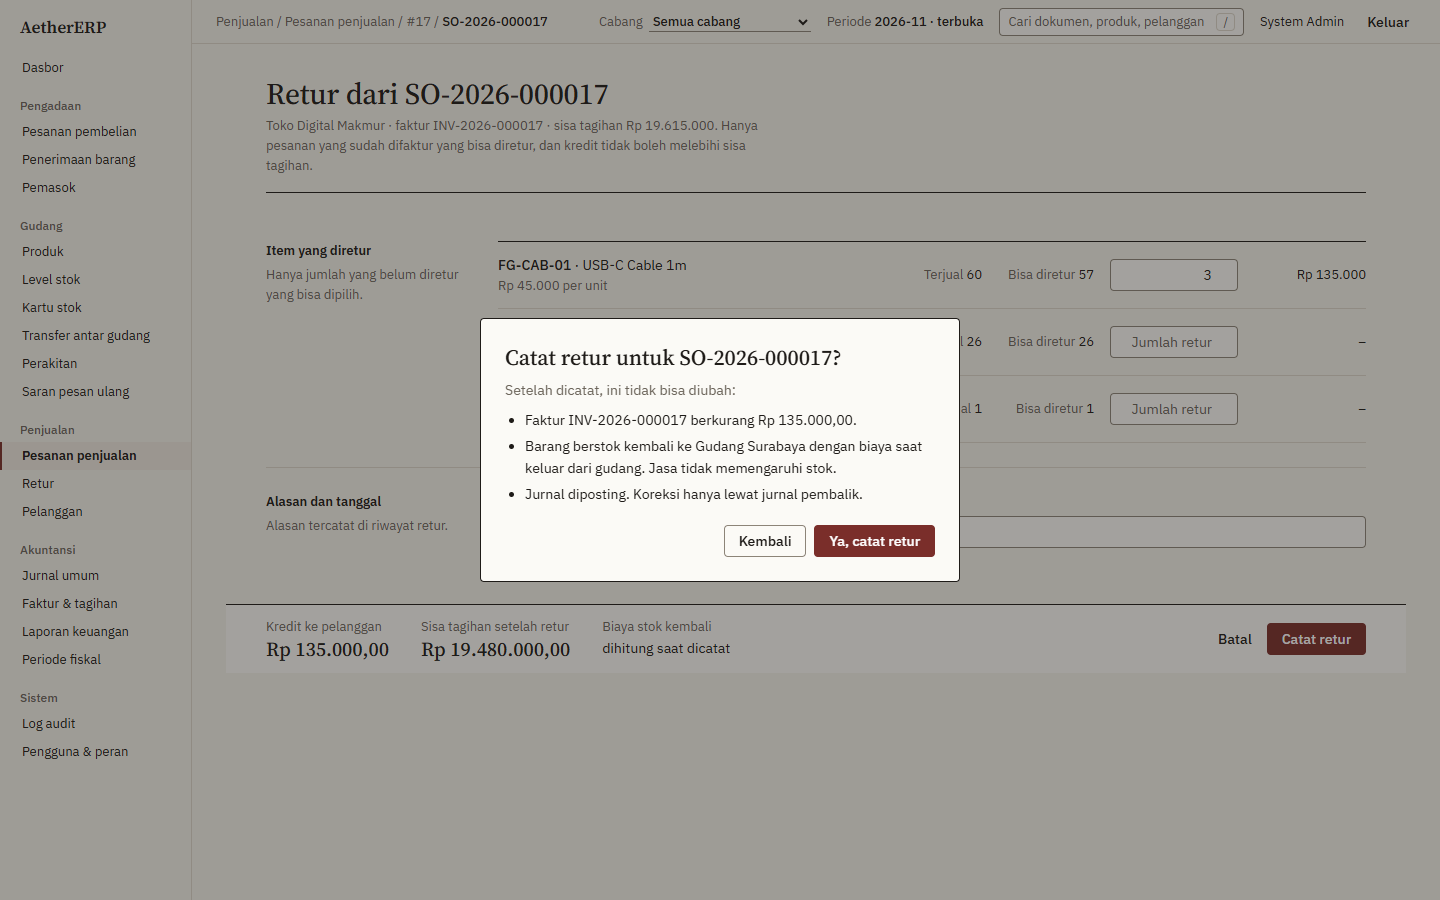 AetherERP
Dasbor
Pengadaan
Pesanan pembelian
Penerimaan barang
Pemasok
Gudang
Produk
Level stok
Kartu stok
Transfer antar gudang
Perakitan
Saran pesan ulang
Penjualan
Pesanan penjualan
Retur
Pelanggan
Akuntansi
Jurnal umum
Faktur & tagihan
Laporan keuangan
Periode fiskal
Sistem
Log audit
Pengguna & peran
Penjualan / Pesanan penjualan / #17 / SO-2026-000017
Cabang Semua cabang
Periode 2026-11 · terbuka
Cari dokumen, produk, pelanggan /
System Admin
Keluar
Retur dari SO-2026-000017
Toko Digital Makmur · faktur INV-2026-000017 · sisa tagihan Rp 19.615.000. Hanya
pesanan yang sudah difaktur yang bisa diretur, dan kredit tidak boleh melebihi sisa
tagihan.
Item yang diretur
Hanya jumlah yang belum diretur
yang bisa dipilih.
FG-CAB-01 · USB-C Cable 1m
Rp 45.000 per unit
Terjual 60 Bisa diretur 57 3 Rp 135.000
26 Bisa diretur 26 Jumlah retur –
1 Bisa diretur 1 Jumlah retur –
Catat retur untuk SO-2026-000017?
Setelah dicatat, ini tidak bisa diubah:
• Faktur INV-2026-000017 berkurang Rp 135.000,00.
• Barang berstok kembali ke Gudang Surabaya dengan biaya saat
keluar dari gudang. Jasa tidak memengaruhi stok.
• Jurnal diposting. Koreksi hanya lewat jurnal pembalik.
Kembali
Ya, catat retur
Alasan dan tanggal
Alasan tercatat di riwayat retur.
Kredit ke pelanggan
Rp 135.000,00
Sisa tagihan setelah retur
Rp 19.480.000,00
Biaya stok kembali
dihitung saat dicatat
Batal
Catat retur